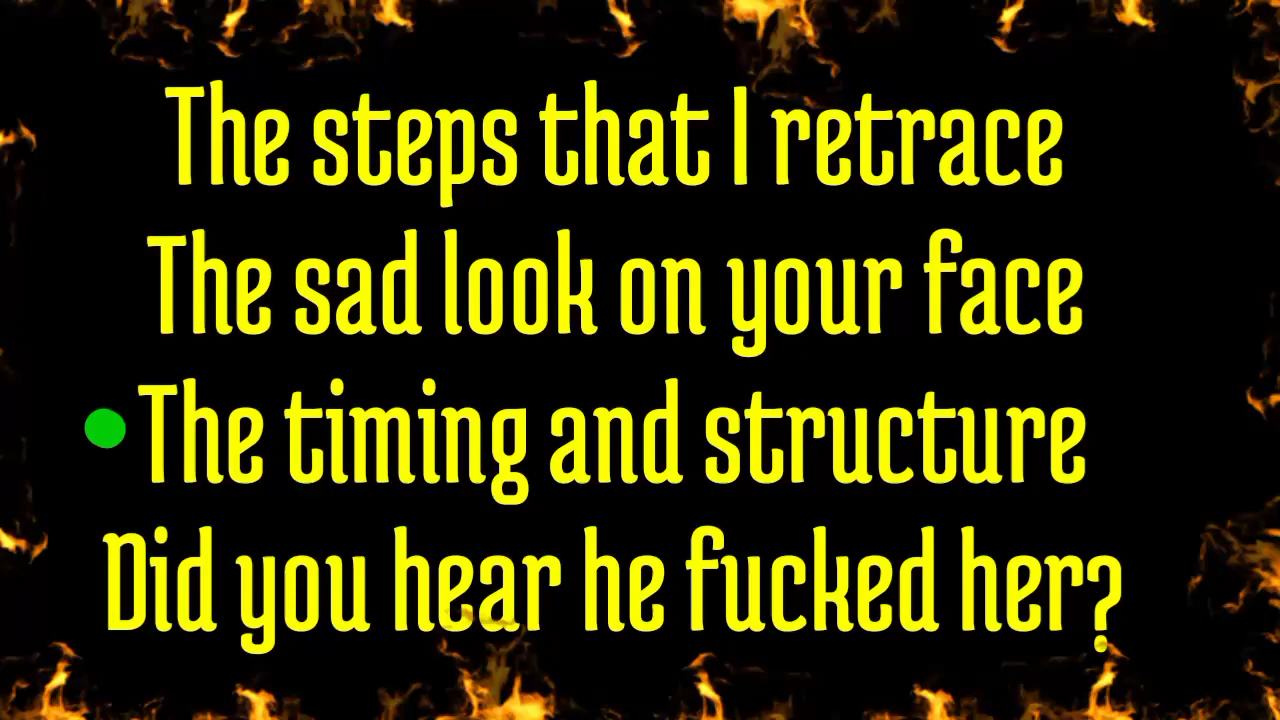 The steps that I retrace
The sad look on your face
The timing and structure
Did you hear he fucked her?